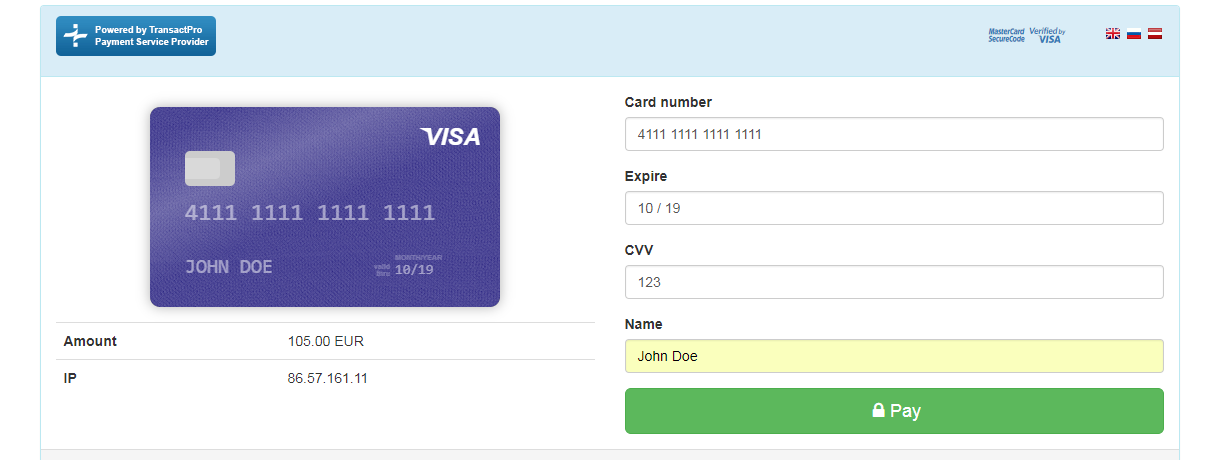 Powered by TransactPro
Payment Service Provider
MasterCard SecureCode
Verified by VISA
VISA
4111 1111 1111 1111
MONTH/YEAR
JOHN DOE valid thru 10/19
Amount 105.00 EUR
IP 86.57.161.11
Card number
4111 1111 1111 1111
Expire
10 / 19
CVV
123
Name
John Doe
Pay